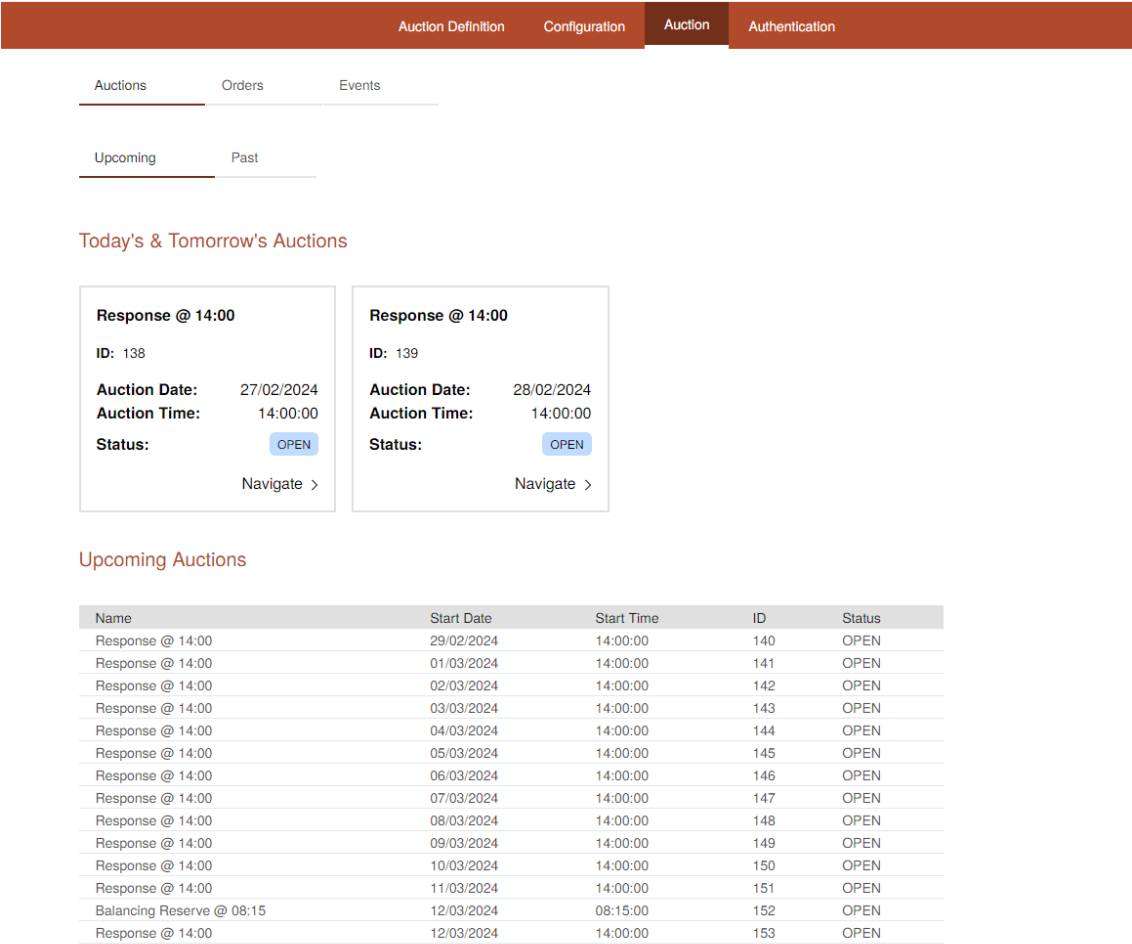 Auction Definition Configuration Auction Authentication
Auctions Orders Events
Upcoming Past
Today's & Tomorrow's Auctions
Response @ 14:00
ID: 138
Auction Date: 27/02/2024
Auction Time: 14:00:00
Status: OPEN
Navigate >
Response @ 14:00
ID: 139
Auction Date: 28/02/2024
Auction Time: 14:00:00
Status: OPEN
Navigate >
Upcoming Auctions
Name Start Date Start Time ID Status
Response @ 14:00 29/02/2024 14:00:00 140 OPEN
Response @ 14:00 01/03/2024 14:00:00 141 OPEN
Response @ 14:00 02/03/2024 14:00:00 142 OPEN
Response @ 14:00 03/03/2024 14:00:00 143 OPEN
Response @ 14:00 04/03/2024 14:00:00 144 OPEN
Response @ 14:00 05/03/2024 14:00:00 145 OPEN
Response @ 14:00 06/03/2024 14:00:00 146 OPEN
Response @ 14:00 07/03/2024 14:00:00 147 OPEN
Response @ 14:00 08/03/2024 14:00:00 148 OPEN
Response @ 14:00 09/03/2024 14:00:00 149 OPEN
Response @ 14:00 10/03/2024 14:00:00 150 OPEN
Response @ 14:00 11/03/2024 14:00:00 151 OPEN
Balancing Reserve @ 08:15 12/03/2024 08:15:00 152 OPEN
Response @ 14:00 12/03/2024 14:00:00 153 OPEN